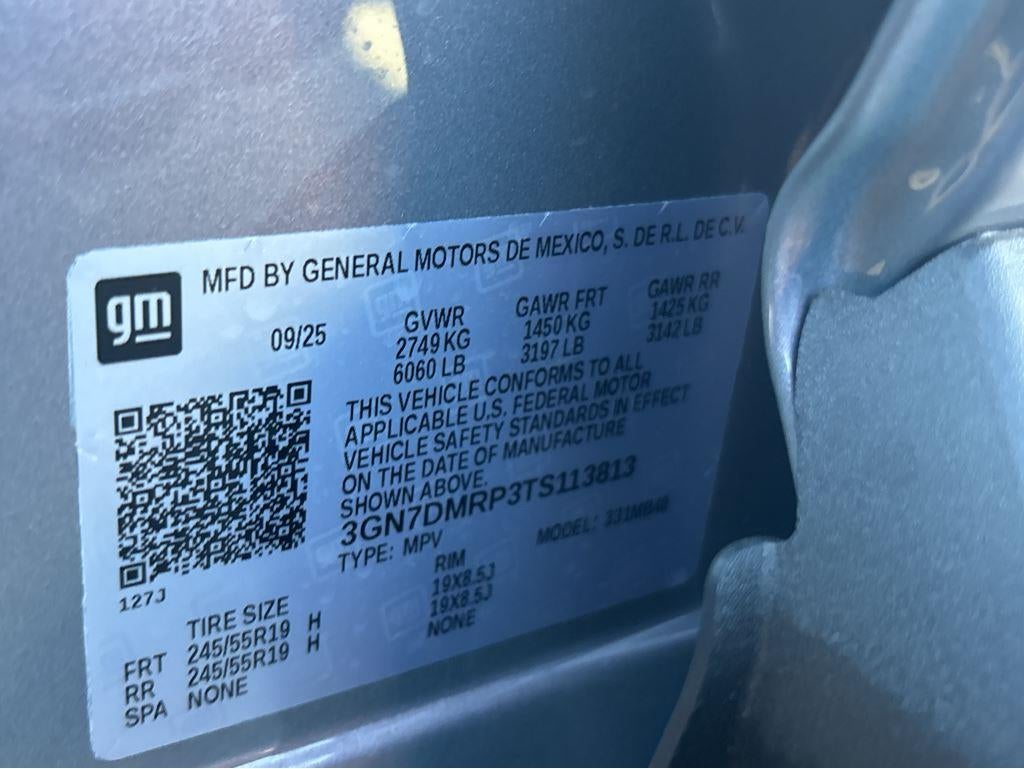 gm
MFD BY GENERAL MOTORS DE MEXICO, S. DE R.L. DE C.V.
09/25
GVWR
2749 KG
6060 LB
GAWR FRT
1450 KG
3197 LB
GAWR RR
1425 KG
3142 LB
THIS VEHICLE CONFORMS TO ALL
APPLICABLE U.S. FEDERAL MOTOR
VEHICLE SAFETY STANDARDS IN EFFECT
ON THE DATE OF MANUFACTURE
SHOWN ABOVE.
3GN7DMRP3TS113813
TYPE: MPV
MODEL:
127J
TIRE SIZE RIM
FRT 245/55R19 H 19X8.5J
RR 245/55R19 H 19X8.5J
SPA NONE NONE